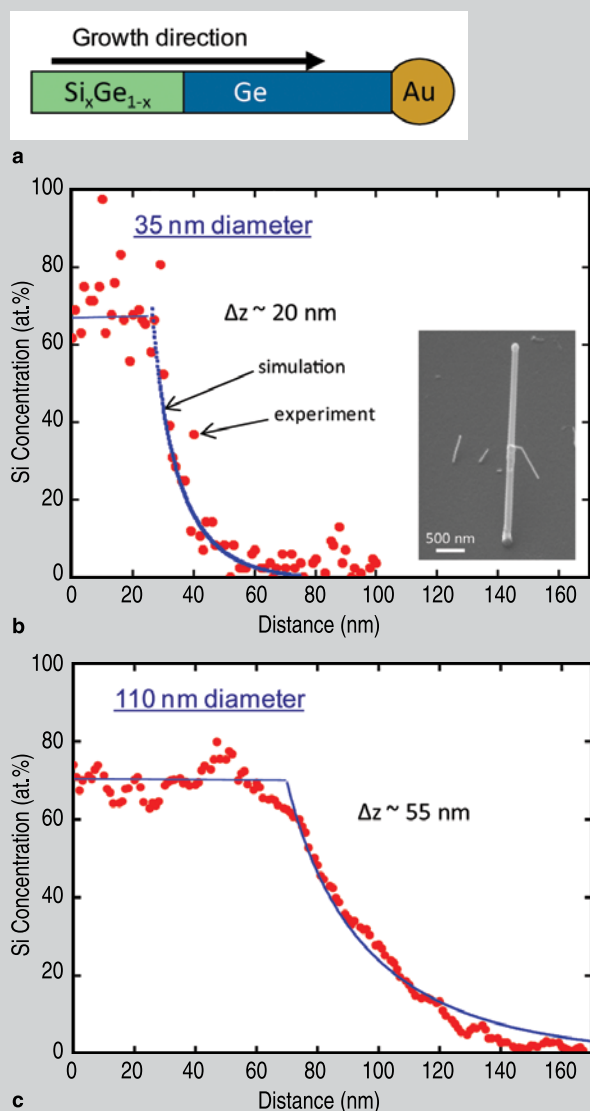 Growth direction
SixGe1-x
Ge
Au
a
100
35 nm diameter
80
Δz ~ 20 nm
60
simulation
experiment
40
20
500 nm
0
0 20 40 60 80 100 120 140 160
Si Concentration (at.%)
Distance (nm)
b
100
110 nm diameter
80
Δz ~ 55 nm
60
40
20
0
0 20 40 60 80 100 120 140 160
Si Concentration (at.%)
Distance (nm)
c